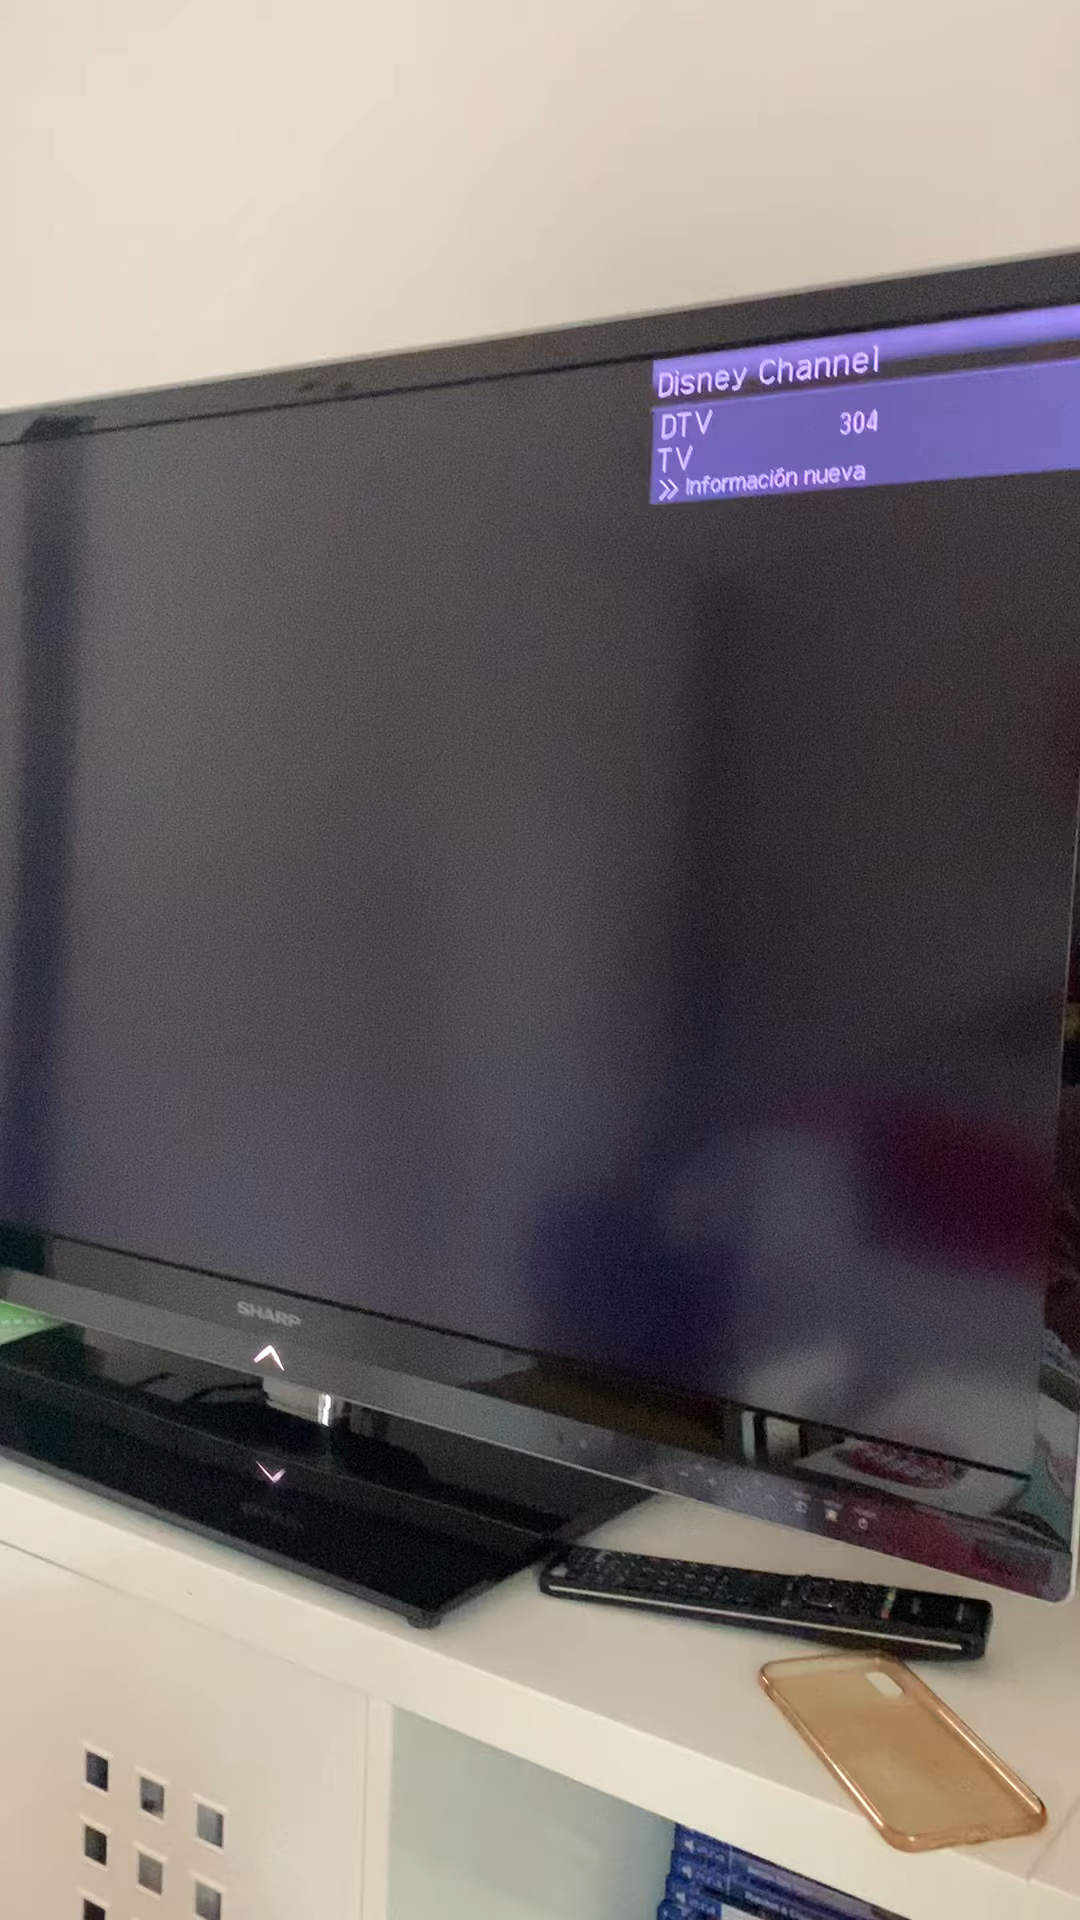 Disney Channel
DTV 304
TV
» Información nueva
SHARP